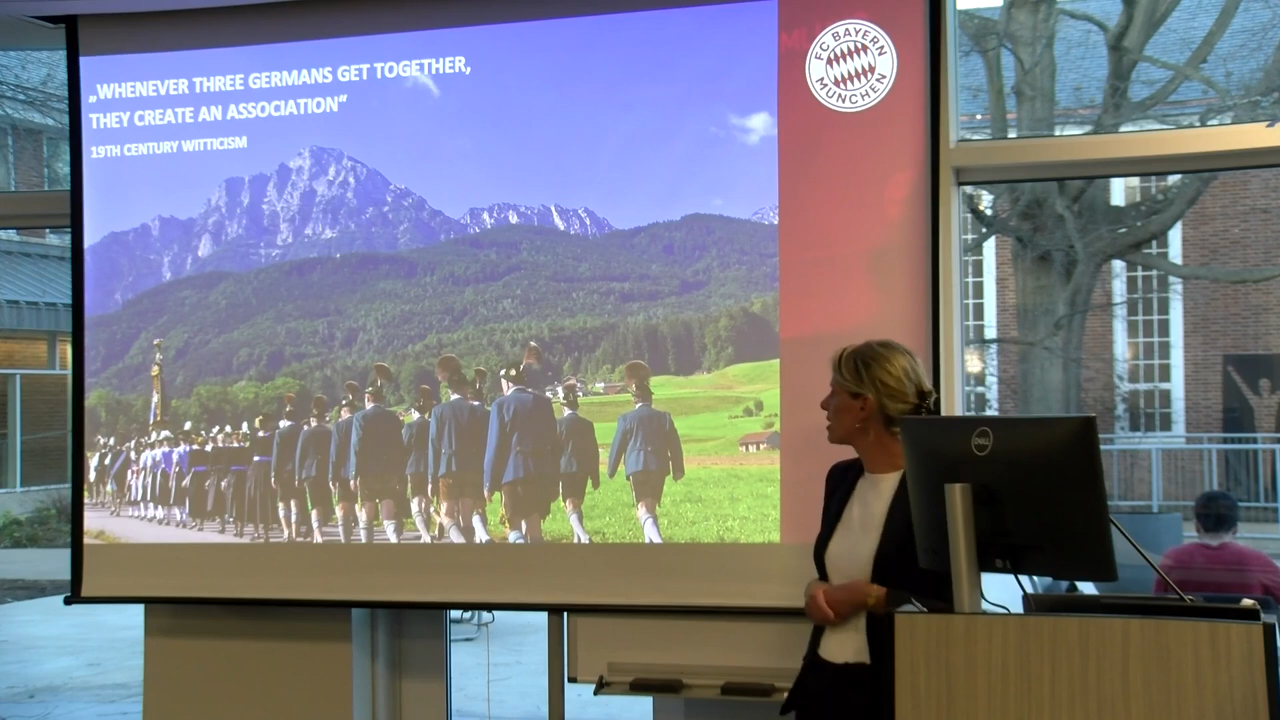 „WHENEVER THREE GERMANS GET TOGETHER,
THEY CREATE AN ASSOCIATION”
19TH CENTURY WITTICISM
FC BAYERN
MÜNCHEN
DELL